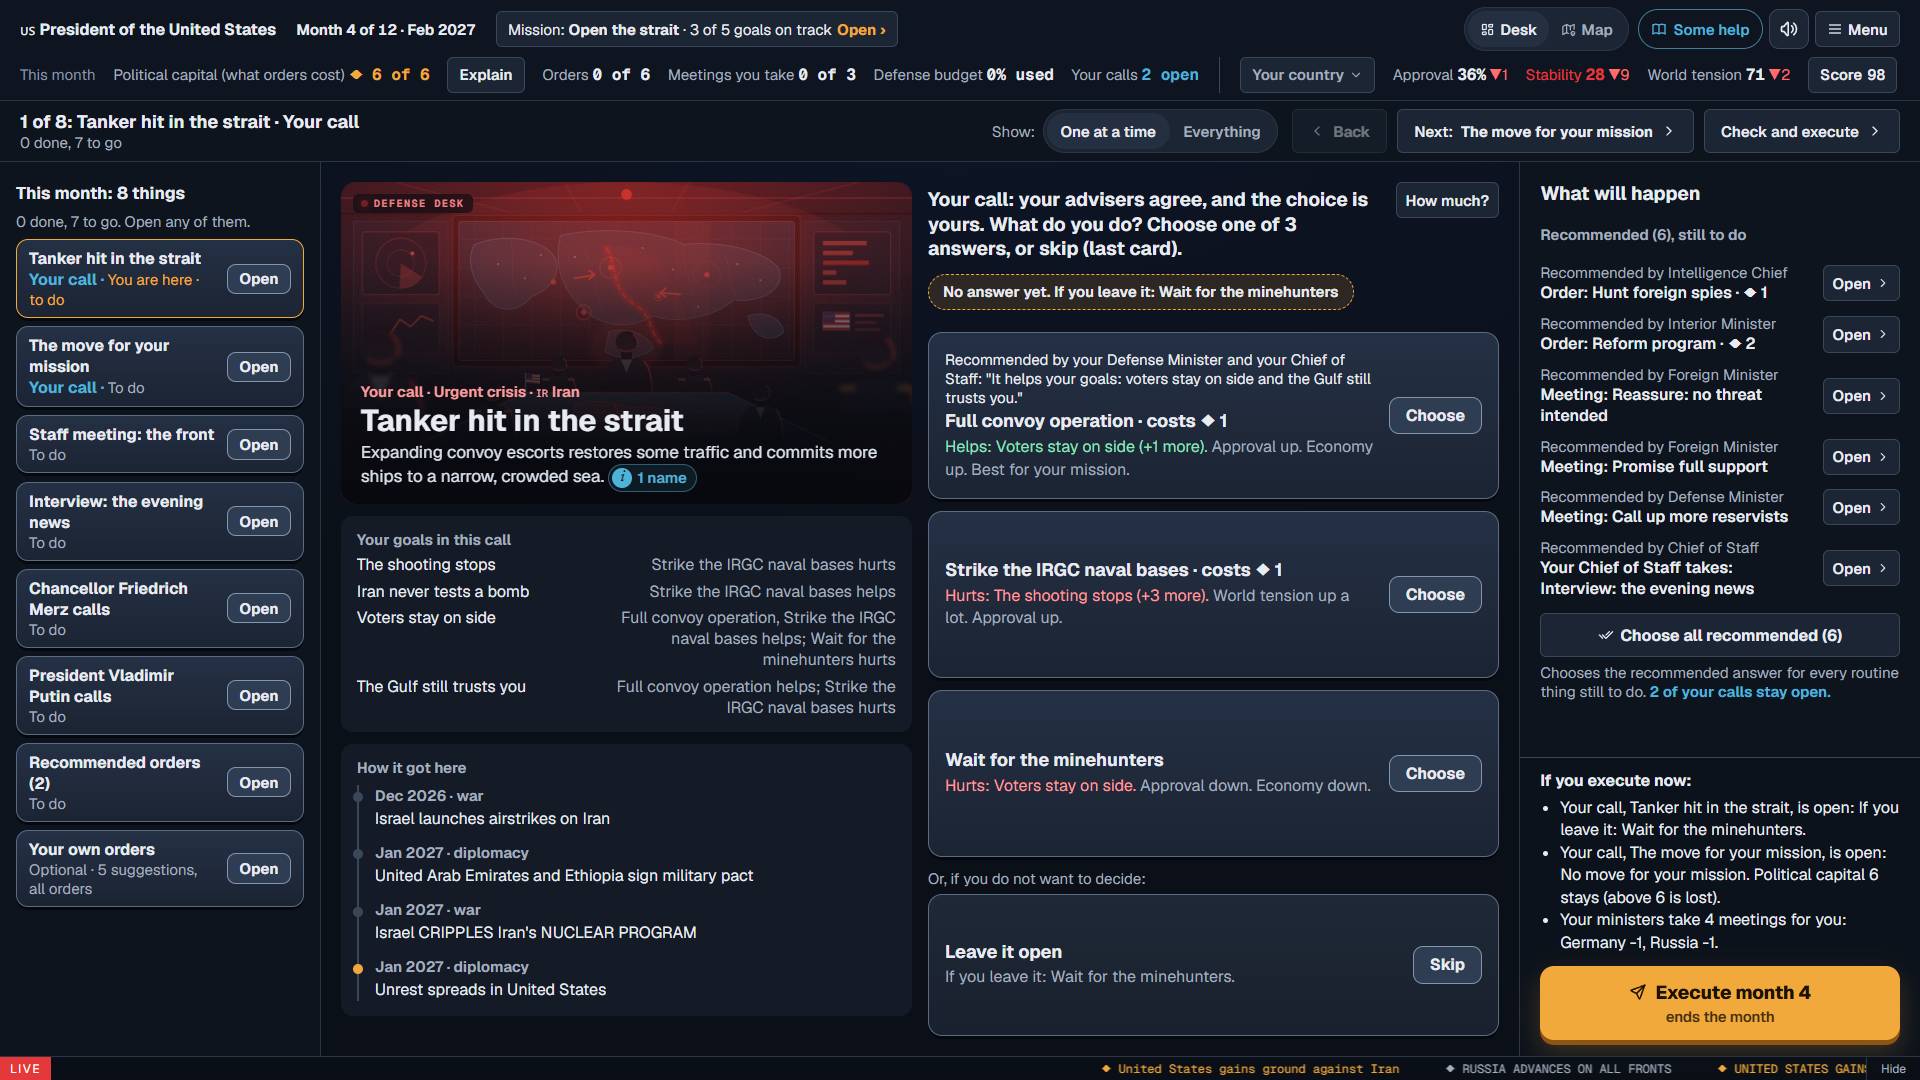 US President of the United States
Month 4 of 12 · Feb 2027
Mission: Open the strait · 3 of 5 goals on track Open ›
Desk
Map
Some help
Menu
This month
Political capital (what orders cost) ◆ 6 of 6
Explain
Orders 0 of 6
Meetings you take 0 of 3
Defense budget 0% used
Your calls 2 open
Your country
Approval 36% ▼1
Stability 28 ▼9
World tension 71 ▼2
Score 98
1 of 8: Tanker hit in the strait · Your call
0 done, 7 to go
Show:
One at a time
Everything
Back
Next: The move for your mission
Check and execute
This month: 8 things
0 done, 7 to go. Open any of them.
Tanker hit in the strait
Your call · You are here ·
to do
Open
The move for your
mission
Your call · To do
Open
Staff meeting: the front
To do
Open
Interview: the evening
news
To do
Open
Chancellor Friedrich
Merz calls
To do
Open
President Vladimir
Putin calls
To do
Open
Recommended orders
(2)
To do
Open
Your own orders
Optional · 5 suggestions,
all orders
Open
DEFENSE DESK
Your call · Urgent crisis · IR Iran
Tanker hit in the strait
Expanding convoy escorts restores some traffic and commits more
ships to a narrow, crowded sea. i 1 name
Your goals in this call
The shooting stops
Strike the IRGC naval bases hurts
Iran never tests a bomb
Strike the IRGC naval bases helps
Voters stay on side
Full convoy operation, Strike the IRGC
naval bases helps; Wait for the
minehunters hurts
The Gulf still trusts you
Full convoy operation helps; Strike the
IRGC naval bases hurts
How it got here
Dec 2026 · war
Israel launches airstrikes on Iran
Jan 2027 · diplomacy
United Arab Emirates and Ethiopia sign military pact
Jan 2027 · war
Israel CRIPPLES Iran's NUCLEAR PROGRAM
Jan 2027 · diplomacy
Unrest spreads in United States
Your call: your advisers agree, and the choice is
yours. What do you do? Choose one of 3
answers, or skip (last card).
How much?
No answer yet. If you leave it: Wait for the minehunters
Recommended by your Defense Minister and your Chief of
Staff: "It helps your goals: voters stay on side and the Gulf still
trusts you."
Full convoy operation · costs ◆ 1
Helps: Voters stay on side (+1 more). Approval up. Economy
up. Best for your mission.
Choose
Strike the IRGC naval bases · costs ◆ 1
Hurts: The shooting stops (+3 more). World tension up a
lot. Approval up.
Choose
Wait for the minehunters
Hurts: Voters stay on side. Approval down. Economy down.
Choose
Or, if you do not want to decide:
Leave it open
If you leave it: Wait for the minehunters.
Skip
What will happen
Recommended (6), still to do
Recommended by Intelligence Chief
Order: Hunt foreign spies · ◆ 1
Open
Recommended by Interior Minister
Order: Reform program · ◆ 2
Open
Recommended by Foreign Minister
Meeting: Reassure: no threat
intended
Open
Recommended by Foreign Minister
Meeting: Promise full support
Open
Recommended by Defense Minister
Meeting: Call up more reservists
Open
Recommended by Chief of Staff
Your Chief of Staff takes:
Interview: the evening news
Open
Choose all recommended (6)
Chooses the recommended answer for every routine
thing still to do. 2 of your calls stay open.
If you execute now:
• Your call, Tanker hit in the strait, is open: If you
leave it: Wait for the minehunters.
• Your call, The move for your mission, is open:
No move for your mission. Political capital 6
stays (above 6 is lost).
• Your ministers take 4 meetings for you:
Germany -1, Russia -1.
Execute month 4
ends the month
LIVE
◆ United States gains ground against Iran
◆ RUSSIA ADVANCES ON ALL FRONTS
◆ UNITED STATES GAINS
Hide